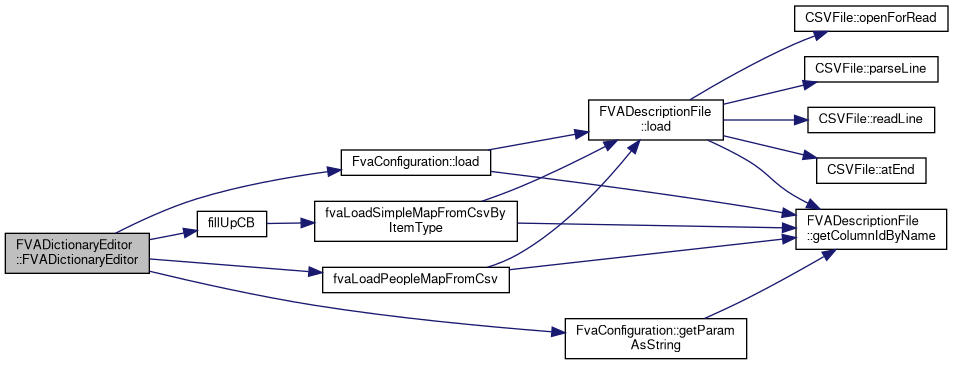 FVADictionaryEditor
::FVADictionaryEditor
FvaConfiguration::load
fillUpCB
fvaLoadSimpleMapFromCsvBy
ItemType
fvaLoadPeopleMapFromCsv
FvaConfiguration::getParam
AsString
FVADescriptionFile
::load
CSVFile::openForRead
CSVFile::parseLine
CSVFile::readLine
CSVFile::atEnd
FVADescriptionFile
::getColumnIdByName